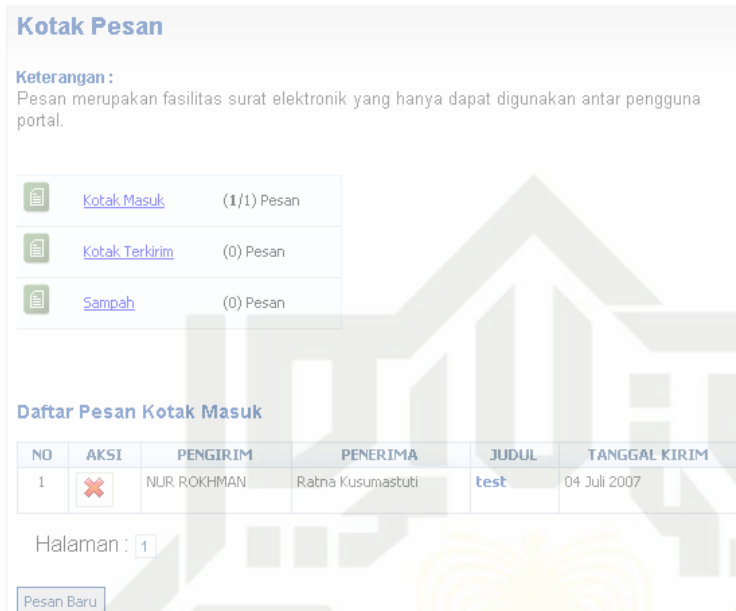 Kotak Pesan
Keterangan :
Pesan merupakan fasilitas surat elektronik yang hanya dapat digunakan antar pengguna
portal.
Kotak Masuk (1/1) Pesan
Kotak Terkirim (0) Pesan
Sampah (0) Pesan
Daftar Pesan Kotak Masuk
NO AKSI PENGIRIM PENERIMA JUDUL TANGGAL KIRIM
1 NUR ROKHMAN Ratna Kusumastuti test 04 Juli 2007
Halaman : 1
Pesan Baru